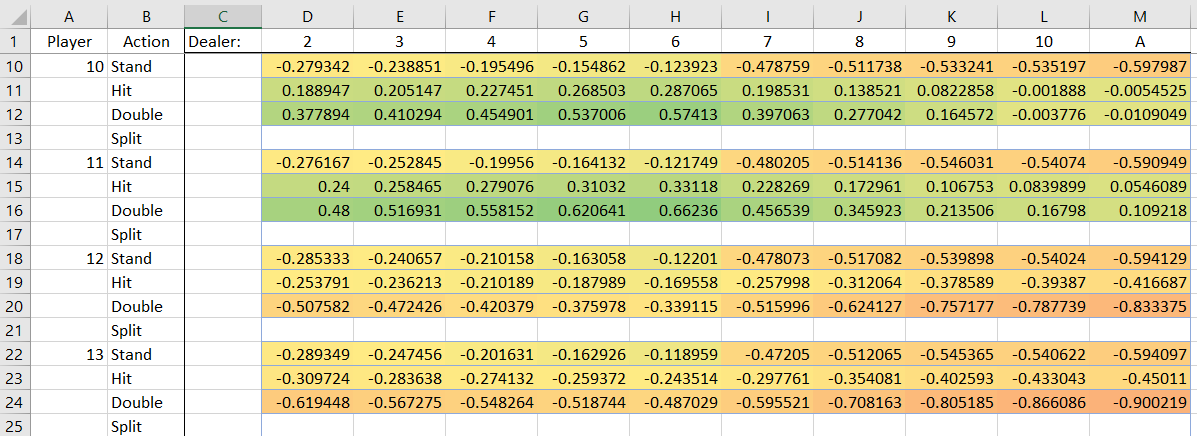 A B C D E F G H I J K L M
1 Player Action Dealer: 2 3 4 5 6 7 8 9 10 A
10 10 Stand -0.279342 -0.238851 -0.195496 -0.154862 -0.123923 -0.478759 -0.511738 -0.533241 -0.535197 -0.597987
11 Hit 0.188947 0.205147 0.227451 0.268503 0.287065 0.198531 0.138521 0.0822858 -0.001888 -0.0054525
12 Double 0.377894 0.410294 0.454901 0.537006 0.57413 0.397063 0.277042 0.164572 -0.003776 -0.0109049
13 Split
14 11 Stand -0.276167 -0.252845 -0.19956 -0.164132 -0.121749 -0.480205 -0.514136 -0.546031 -0.54074 -0.590949
15 Hit 0.24 0.258465 0.279076 0.31032 0.33118 0.228269 0.172961 0.106753 0.0839899 0.0546089
16 Double 0.48 0.516931 0.558152 0.620641 0.66236 0.456539 0.345923 0.213506 0.16798 0.109218
17 Split
18 12 Stand -0.285333 -0.240657 -0.210158 -0.163058 -0.12201 -0.478073 -0.517082 -0.539898 -0.54024 -0.594129
19 Hit -0.253791 -0.236213 -0.210189 -0.187989 -0.169558 -0.257998 -0.312064 -0.378589 -0.39387 -0.416687
20 Double -0.507582 -0.472426 -0.420379 -0.375978 -0.339115 -0.515996 -0.624127 -0.757177 -0.787739 -0.833375
21 Split
22 13 Stand -0.289349 -0.247456 -0.201631 -0.162926 -0.118959 -0.47205 -0.512065 -0.545365 -0.540622 -0.594097
23 Hit -0.309724 -0.283638 -0.274132 -0.259372 -0.243514 -0.297761 -0.354081 -0.402593 -0.433043 -0.45011
24 Double -0.619448 -0.567275 -0.548264 -0.518744 -0.487029 -0.595521 -0.708163 -0.805185 -0.866086 -0.900219
25 Split